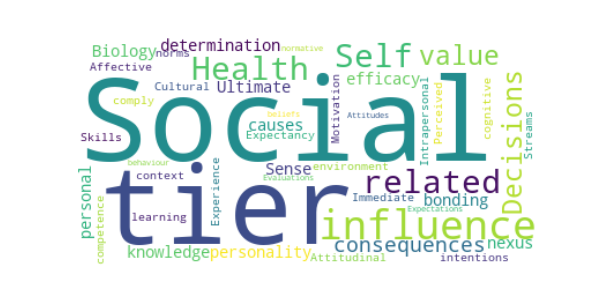 Biology
norms
determination
normative
Self
value
Affective
Health
efficacy
comply
Cultural
Ultimate
Social
Motivation
Intrapersonal
Perceived
cognitive
Decisions
Streams
Skills
causes
beliefs
Attitudes
Expectancy
behaviour
personal
competence
context
tier
Experience
Sense
environment
Evaluations
related
learning
Immediate
bonding
influence
Expectations
knowledge
personality
consequences
nexus
Attitudinal
intentions